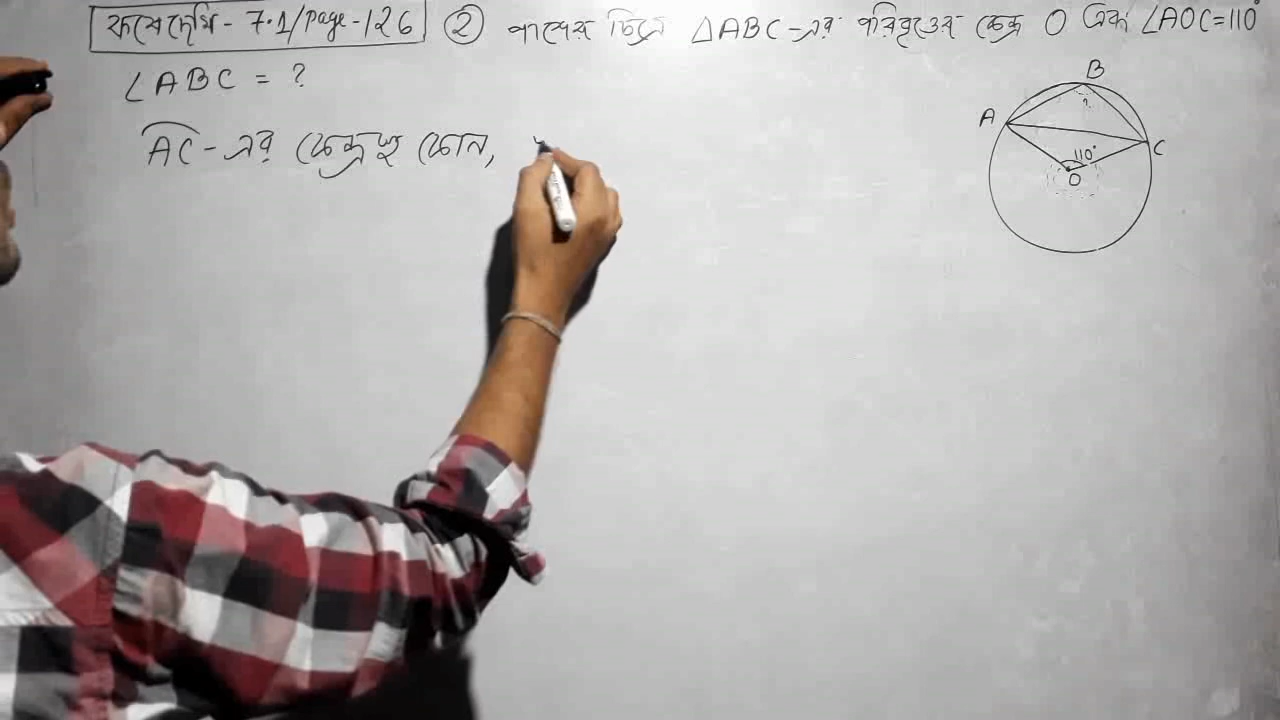 কষে দেখি- 7.1/Page-126 ② পাশের চিত্রে △ABC-এর পরিবৃত্তের কেন্দ্র O এবং ∠AOC=110°
∠ABC = ?
AC-এর কেন্দ্রস্থ কোন,
B
A
?
C
110°
O